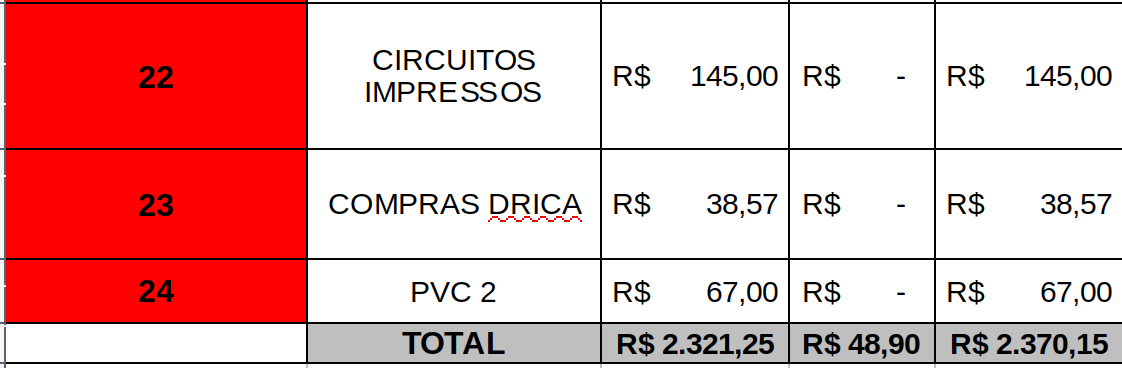 22 CIRCUITOS IMPRESSOS R$ 145,00 R$ - R$ 145,00
23 COMPRAS DRICA R$ 38,57 R$ - R$ 38,57
24 PVC 2 R$ 67,00 R$ - R$ 67,00
TOTAL R$ 2.321,25 R$ 48,90 R$ 2.370,15